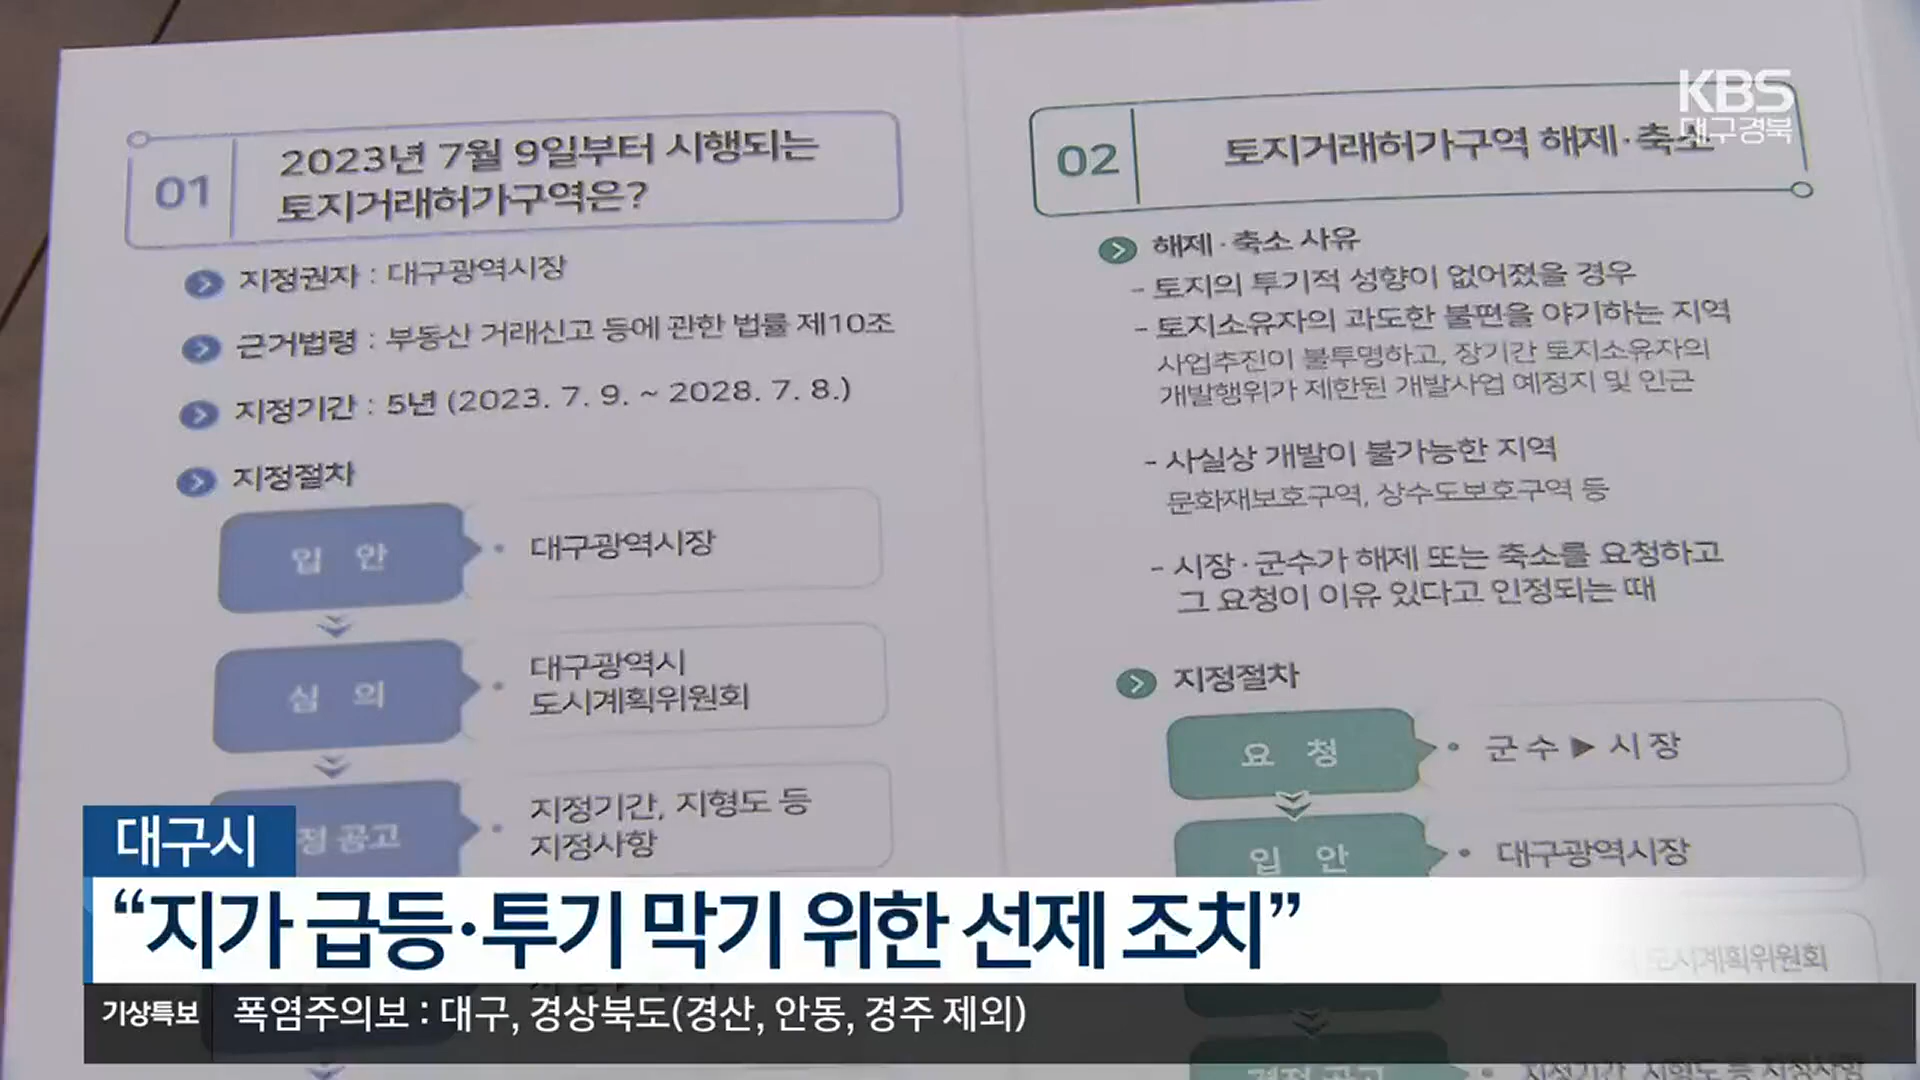 KBS
대구경북
01
2023년 7월 9일부터 시행되는
토지거래허가구역은?
지정권자 : 대구광역시장
근거법령 : 부동산 거래신고 등에 관한 법률 제10조
지정기간 : 5년 (2023. 7. 9. ~ 2028. 7. 8.)
지정절차
입 안
대구광역시장
심 의
대구광역시
도시계획위원회
정 공고
지정기간, 지형도 등
지정사항
02
토지거래허가구역 해제·축소
해제·축소 사유
- 토지의 투기적 성향이 없어졌을 경우
- 토지소유자의 과도한 불편을 야기하는 지역
사업추진이 불투명하고, 장기간 토지소유자의
개발행위가 제한된 개발사업 예정지 및 인근
- 사실상 개발이 불가능한 지역
문화재보호구역, 상수도보호구역 등
- 시장·군수가 해제 또는 축소를 요청하고
그 요청이 이유 있다고 인정되는 때
지정절차
요 청
군 수 ▶ 시 장
입 안
대구광역시장
도시계획위원회
지정기간, 지형도 등 지정사항
대구시
“지가 급등·투기 막기 위한 선제 조치”
기상특보
폭염주의보 : 대구, 경상북도(경산, 안동, 경주 제외)